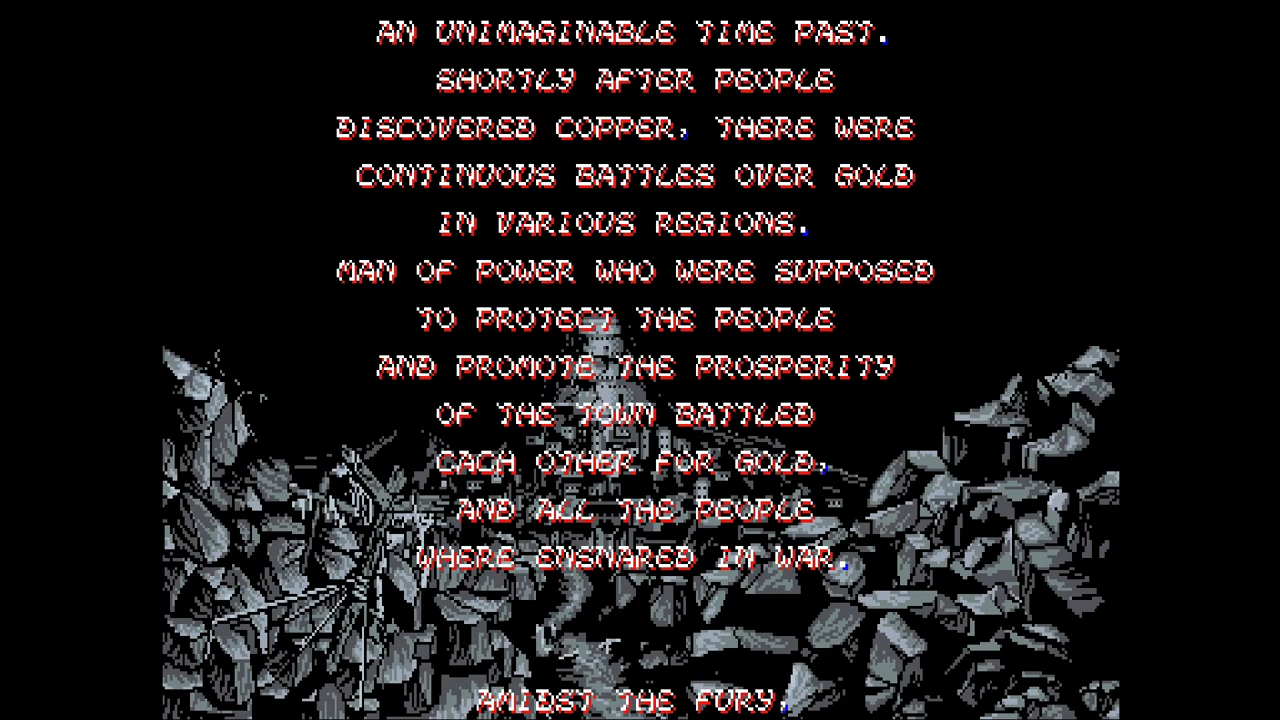 AN UNIMAGINABLE TIME PAST.
SHORTLY AFTER PEOPLE
DISCOVERED COPPER, THERE WERE
CONTINUOUS BATTLES OVER GOLD
IN VARIOUS REGIONS.
MAN OF POWER WHO WERE SUPPOSED
TO PROTECT THE PEOPLE
AND PROMOTE THE PROSPERITY
OF THE TOWN BATTLED
EACH OTHER FOR GOLD,
AND ALL THE PEOPLE
WHERE ENSNARED IN WAR.
AMIDST THE FURY,